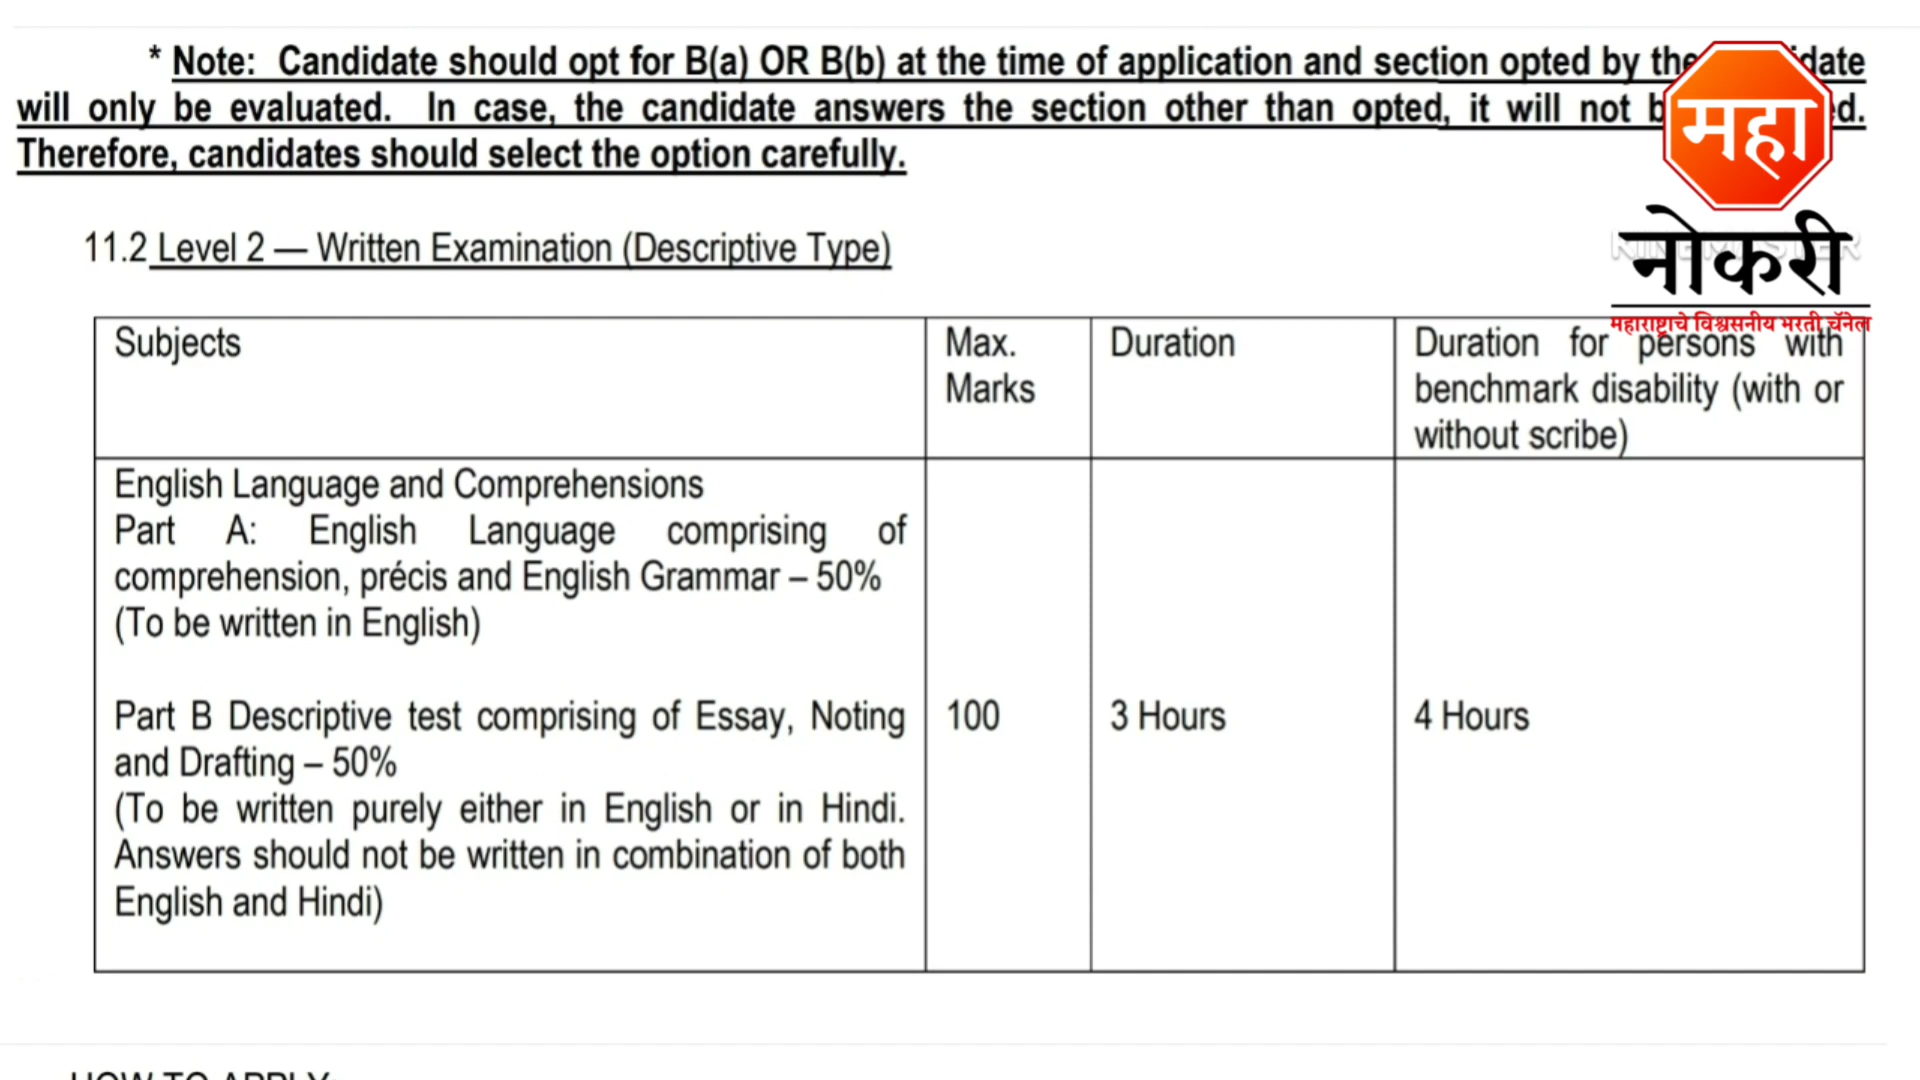 * Note: Candidate should opt for B(a) OR B(b) at the time of application and section opted by the
will only be evaluated. In case, the candidate answers the section other than opted, it will not
Therefore, candidates should select the option carefully.
महा
नोकरी
महाराष्ट्राचे विश्वसनीय भरती चॅनेल
11.2 Level 2 — Written Examination (Descriptive Type)
Subjects
Max.
Marks
Duration
Duration for persons with
benchmark disability (with or
without scribe)
English Language and Comprehensions
Part A: English Language comprising of
comprehension, précis and English Grammar – 50%
(To be written in English)
Part B Descriptive test comprising of Essay, Noting
and Drafting – 50%
(To be written purely either in English or in Hindi.
Answers should not be written in combination of both
English and Hindi)
100
3 Hours
4 Hours
HOW TO APPLY: